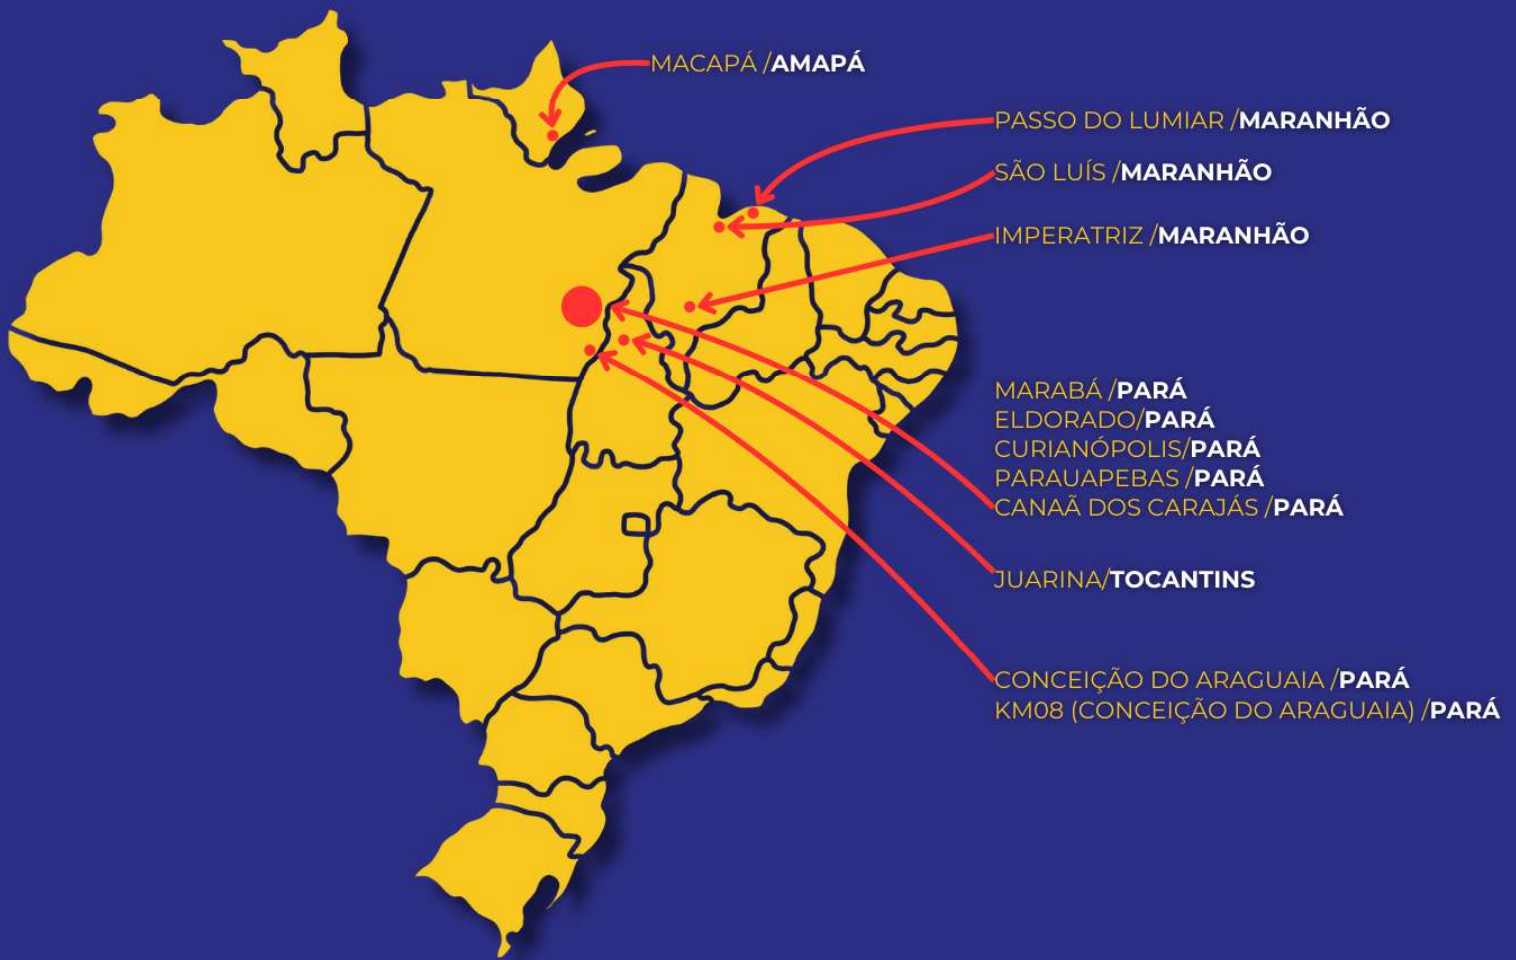 MACAPÁ /AMAPÁ
PASSO DO LUMIAR /MARANHÃO
SÃO LUÍS /MARANHÃO
IMPERATRIZ /MARANHÃO
MARABÁ /PARÁ
ELDORADO/PARÁ
CURIANÓPOLIS/PARÁ
PARAUAPEBAS /PARÁ
CANAÃ DOS CARAJÁS /PARÁ
JUARINA/TOCANTINS
CONCEIÇÃO DO ARAGUAIA /PARÁ
KM08 (CONCEIÇÃO DO ARAGUAIA) /PARÁ